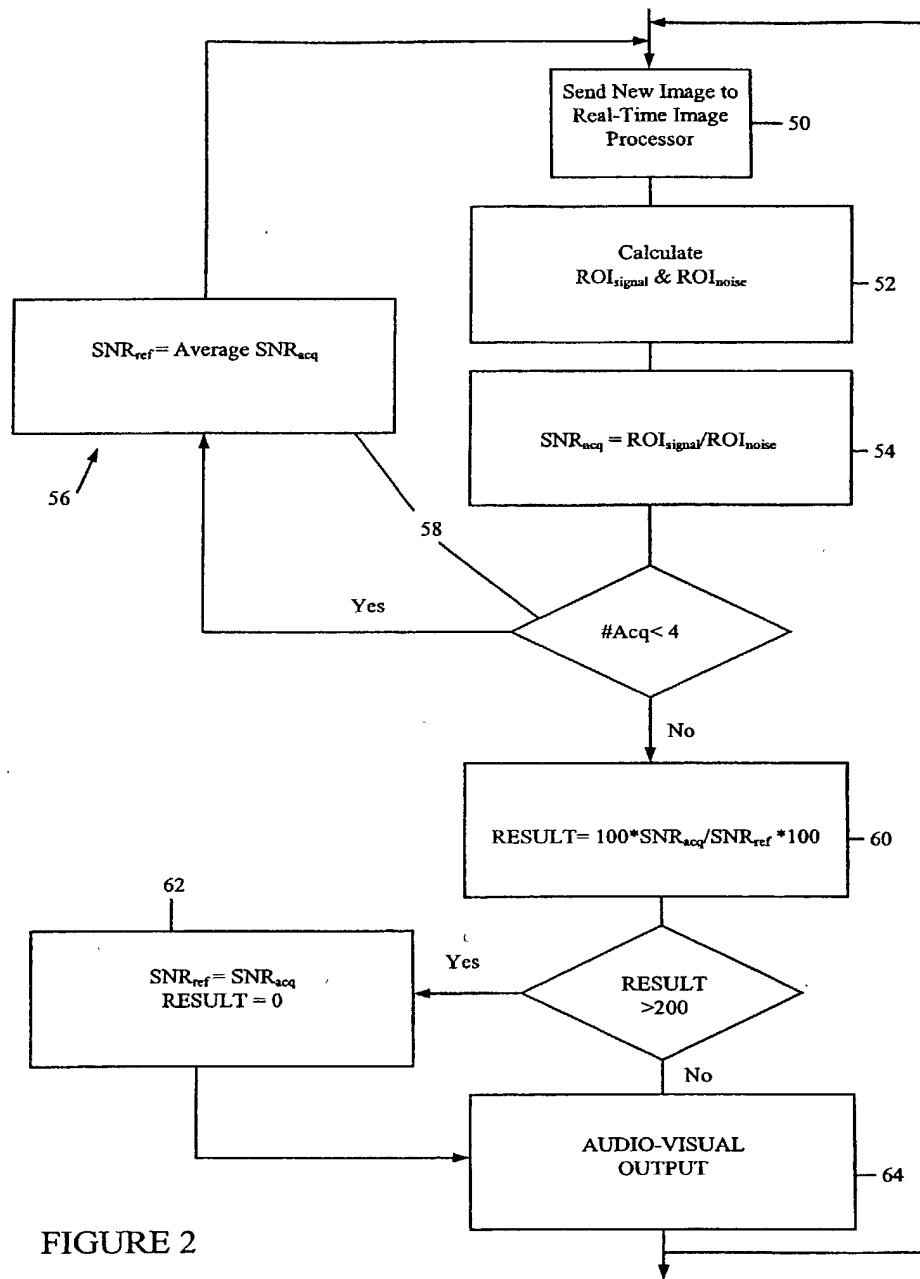 Send New Image to
Real-Time Image
Processor
50
Calculate
ROIsignal & ROInoise
52
SNRref = Average SNRacq
56
SNRacq = ROIsignal/ROInoise
54
58
Yes
#Acq< 4
No
RESULT= 100*SNRacq/SNRref *100
60
62
SNRref = SNRacq
RESULT = 0
Yes
RESULT
>200
No
AUDIO-VISUAL
OUTPUT
64
FIGURE 2